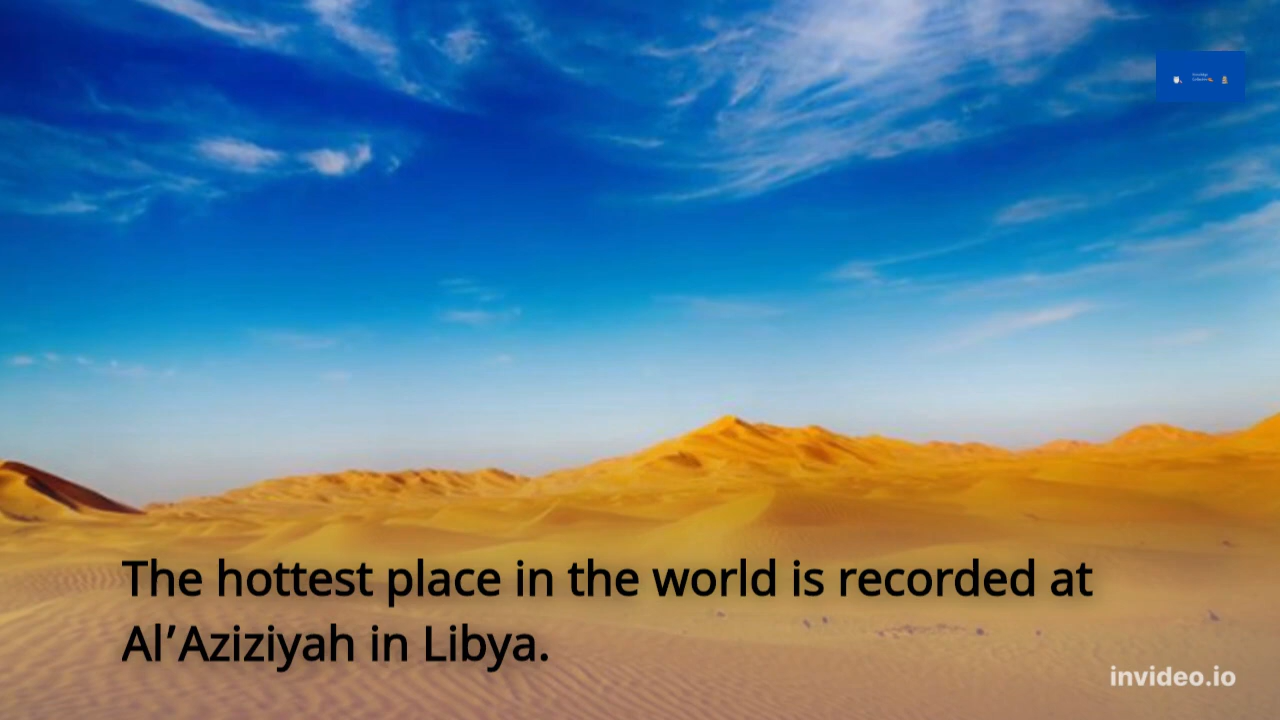 The hottest place in the world is recorded at
Al’Aziziyah in Libya.
invideo.io